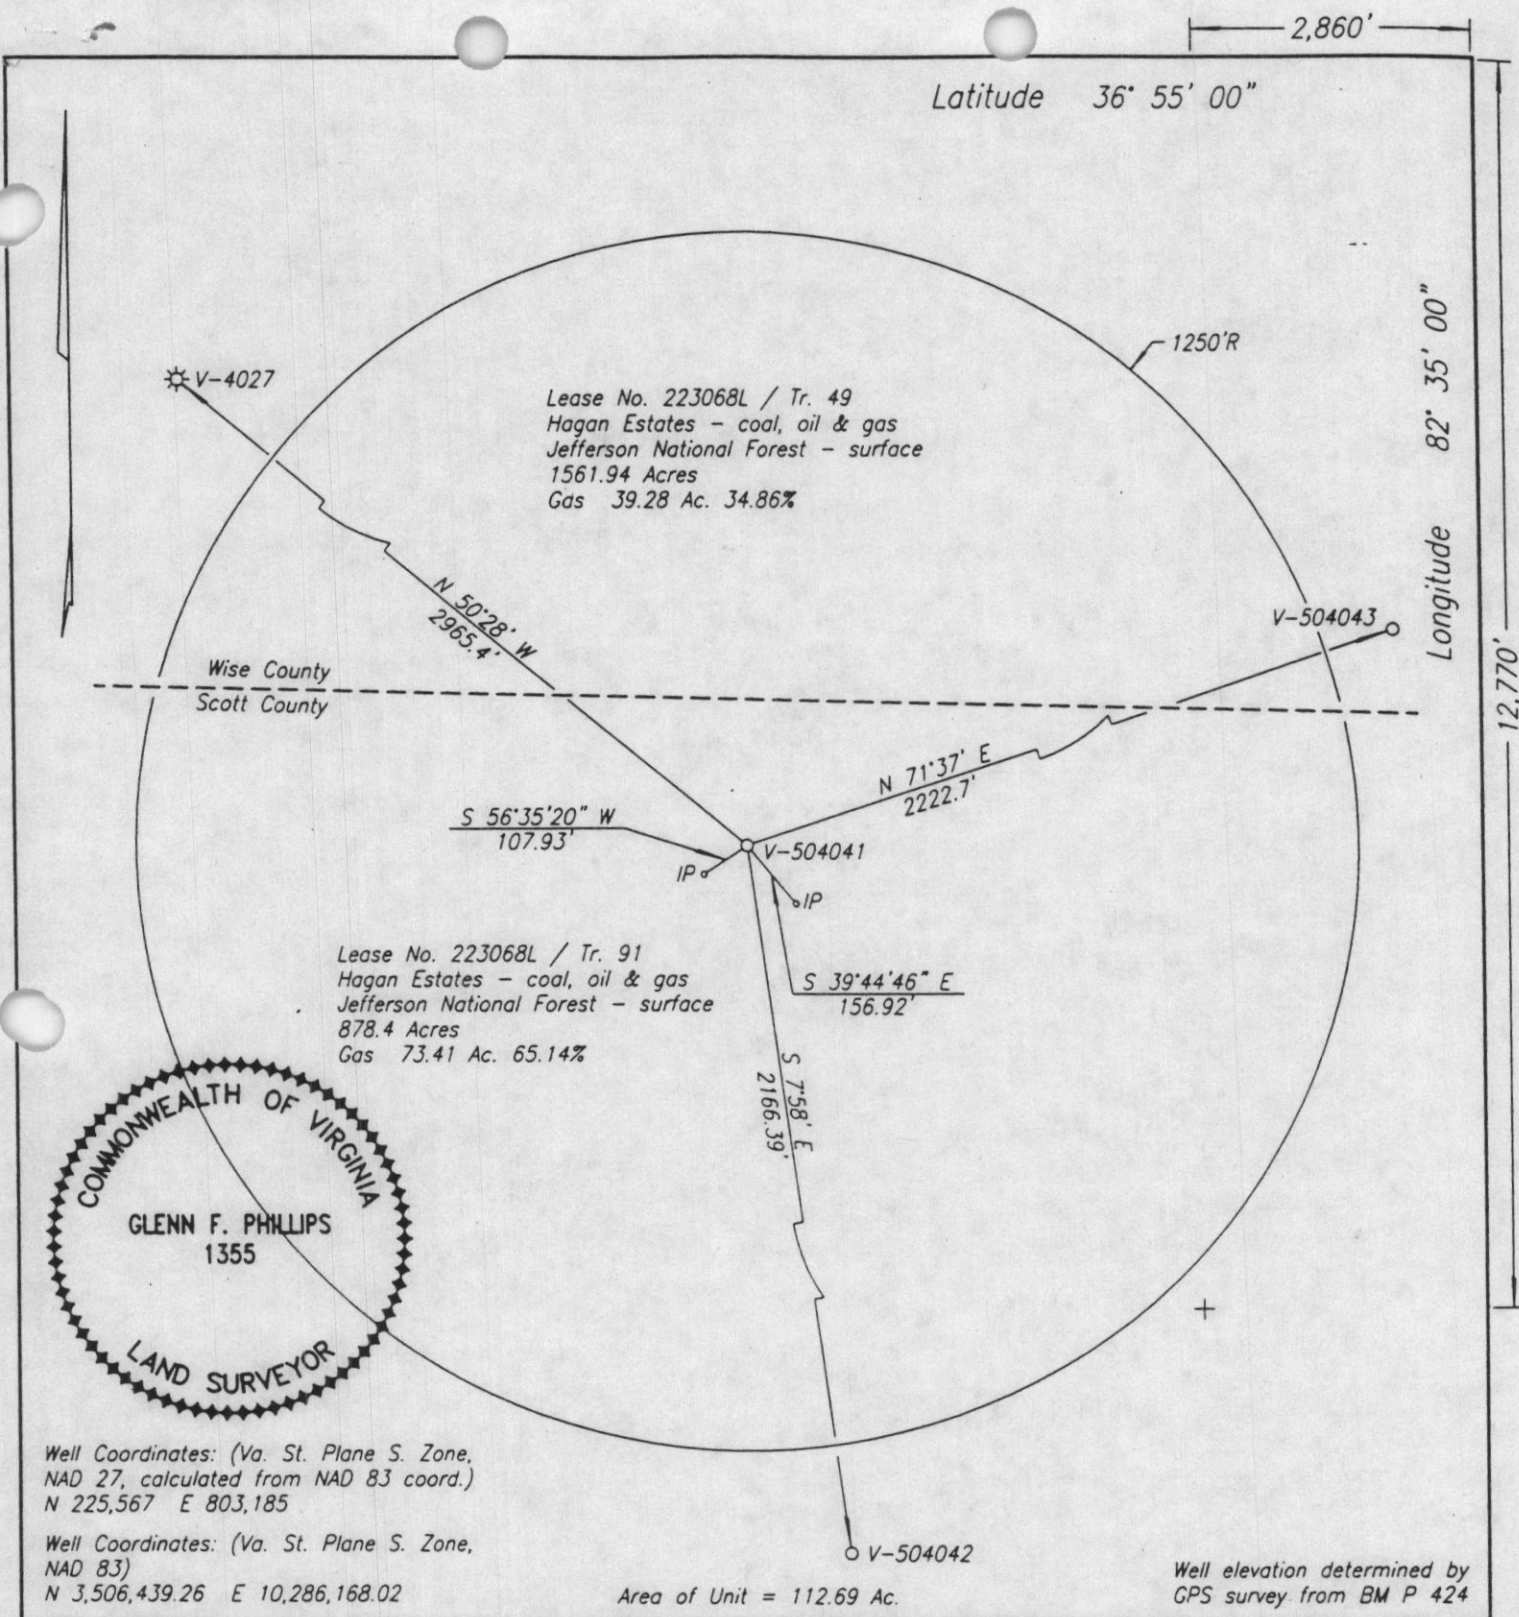 2,860'
Latitude 36° 55' 00"
1250'R
Longitude 82° 35' 00"
12,770'
V-4027
Lease No. 223068L / Tr. 49
Hagan Estates - coal, oil & gas
Jefferson National Forest - surface
1561.94 Acres
Gas 39.28 Ac. 34.86%
N 50°28' W
2965.4'
V-504043
Wise County
Scott County
N 71°37' E
2222.7'
S 56°35'20" W
107.93'
V-504041
IP
IP
Lease No. 223068L / Tr. 91
Hagan Estates - coal, oil & gas
Jefferson National Forest - surface
878.4 Acres
Gas 73.41 Ac. 65.14%
S 39°44'46" E
156.92'
S 7°58' E
2166.39'
COMMONWEALTH OF VIRGINIA
GLENN F. PHILLIPS
1355
LAND SURVEYOR
Well Coordinates: (Va. St. Plane S. Zone,
NAD 27, calculated from NAD 83 coord.)
N 225,567 E 803,185
Well Coordinates: (Va. St. Plane S. Zone,
NAD 83)
N 3,506,439.26 E 10,286,168.02
V-504042
Area of Unit = 112.69 Ac.
Well elevation determined by
GPS survey from BM P 424